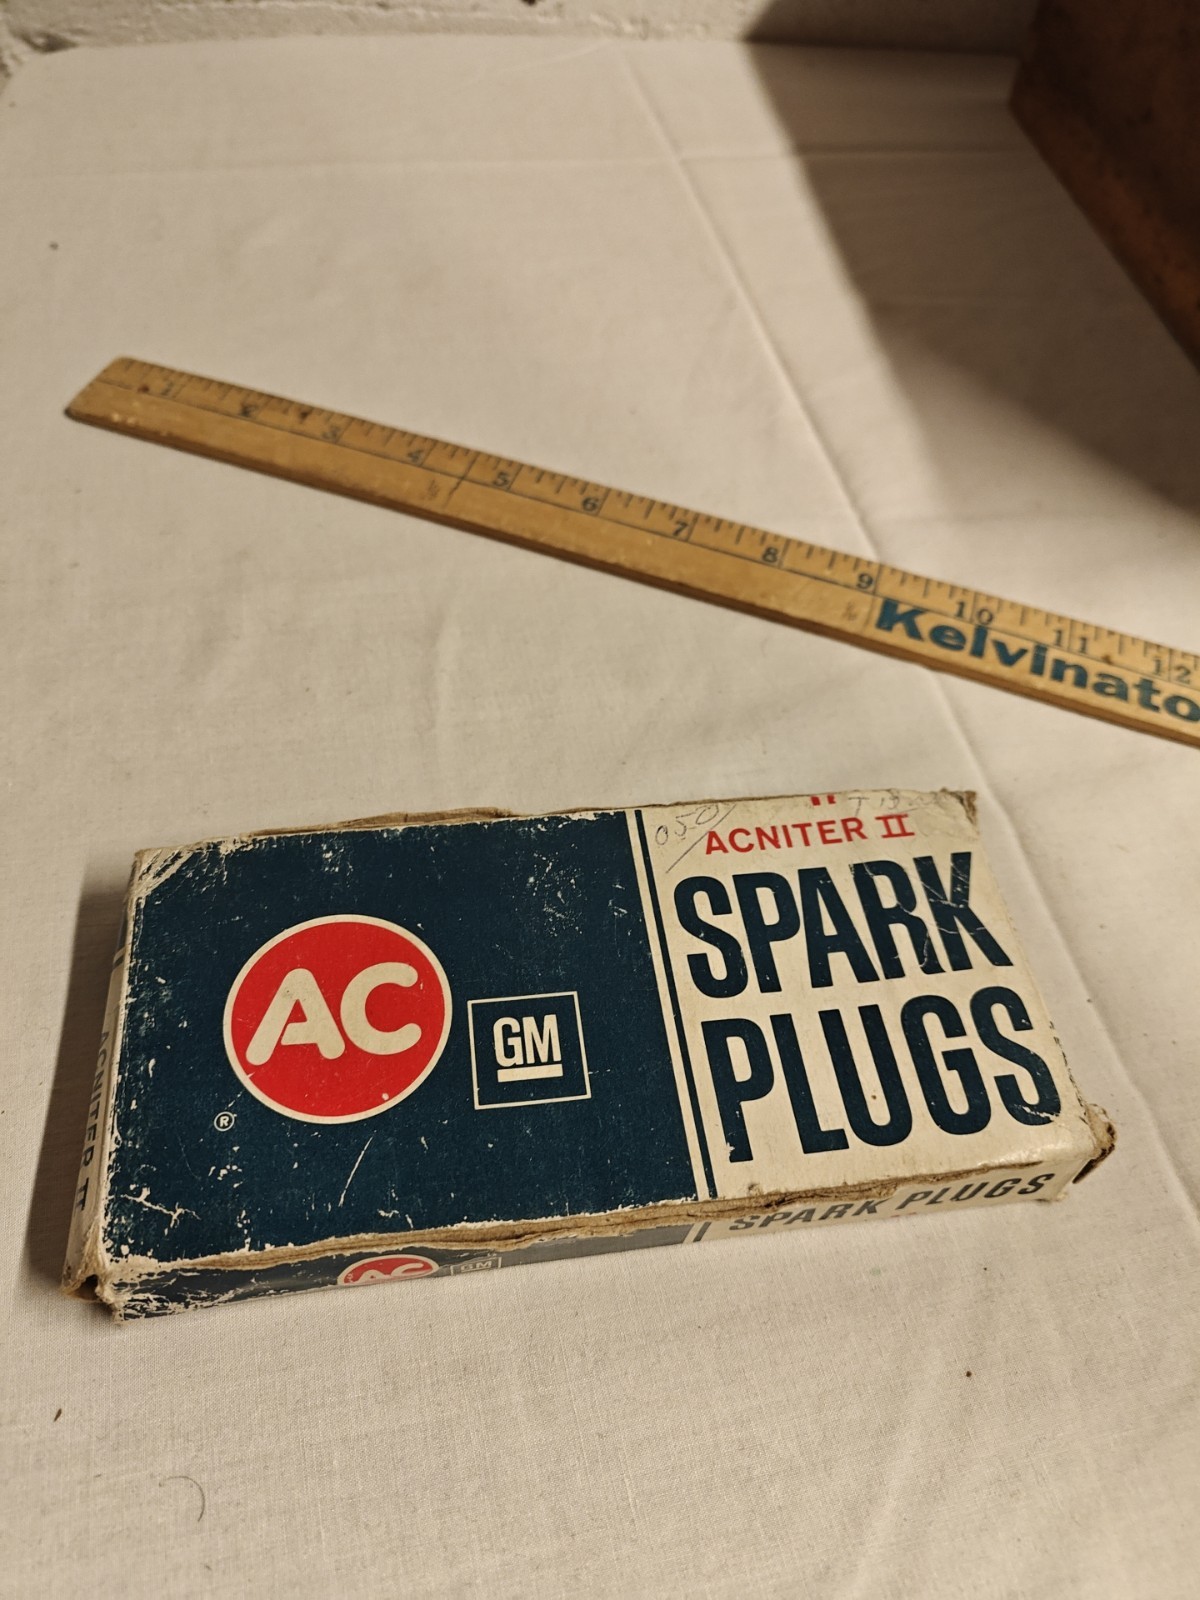 1 2 3 4 5 6 7 8 9 10 11 12
Kelvinato
050
ACNITER II
SPARK
PLUGS
AC
®
GM
ACNITER II
AC GM SPARK PLUGS